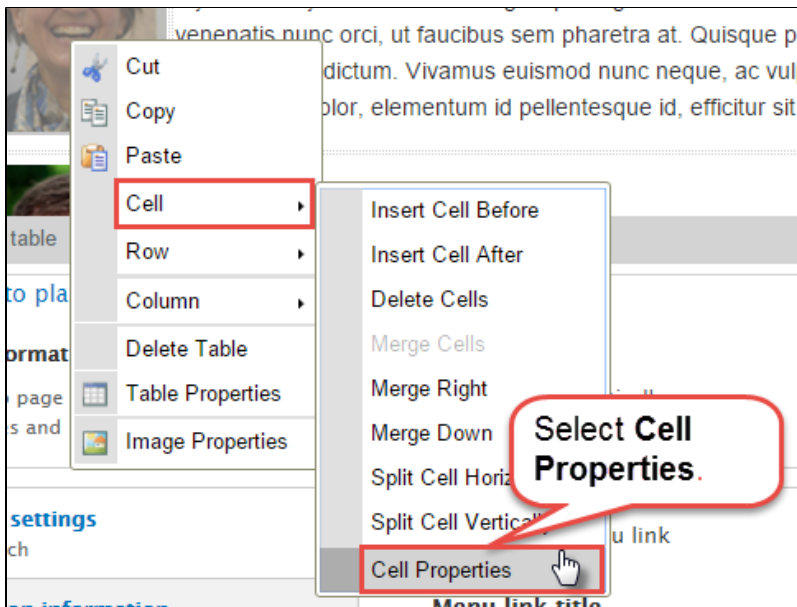 venenatis nunc orci, ut faucibus sem pharetra at. Quisque p
dictum. Vivamus euismod nunc neque, ac vul
olor, elementum id pellentesque id, efficitur sit
Cut
Copy
Paste
Cell
Row
Column
Delete Table
Table Properties
Image Properties
Insert Cell Before
Insert Cell After
Delete Cells
Merge Cells
Merge Right
Merge Down
Split Cell Horiz
Split Cell Vertically
Cell Properties
Select Cell
Properties.
table
to pla
ormat
page
s and
settings
ch
u link
on information
Menu link title